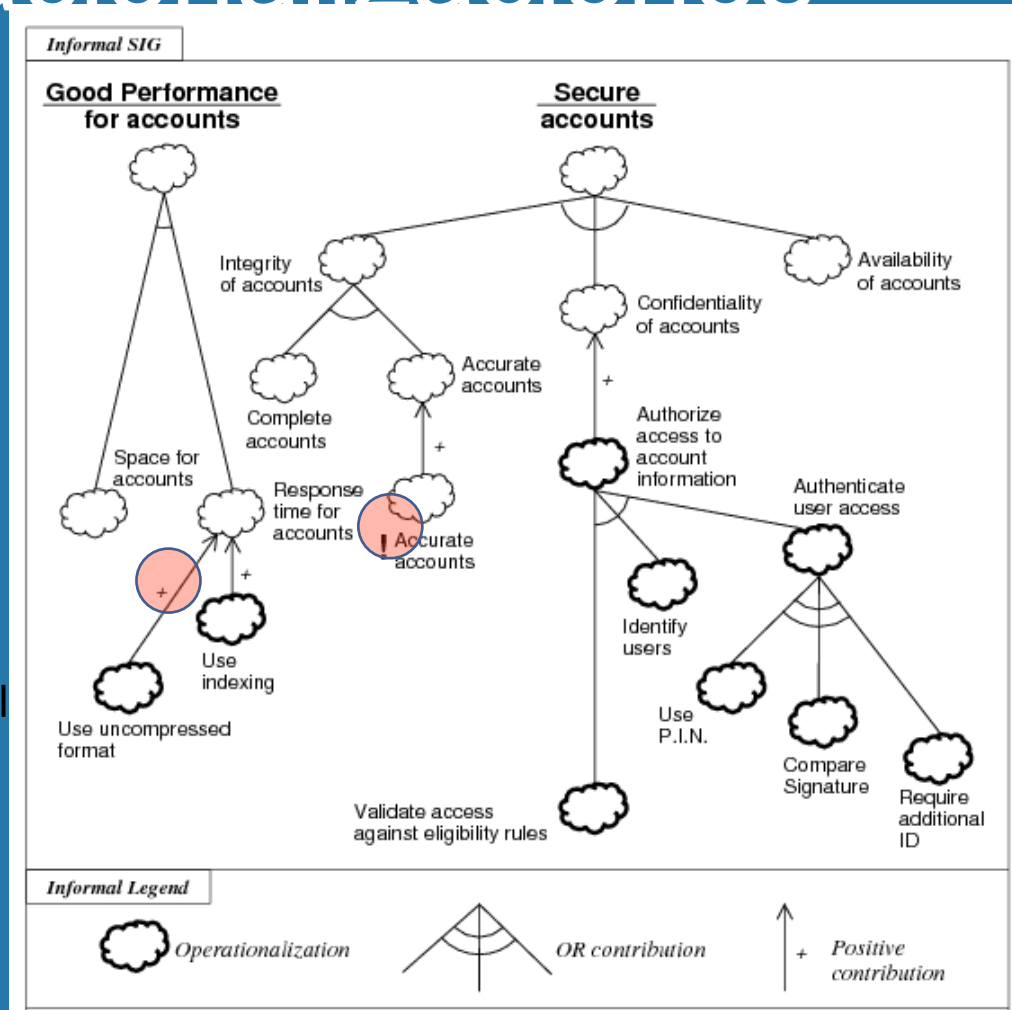 Informal SIG
Good Performance
for accounts
Secure
accounts
Integrity
of accounts
Availability
of accounts
Confidentiality
of accounts
Accurate
accounts
Complete
accounts
+
Authorize
access to
account
information
+
Space for
accounts
Response
time for
accounts
Authenticate
user access
! Accurate
accounts
+
+
Identify
users
Use
indexing
Use uncompressed
format
Use
P.I.N.
Compare
Signature
Require
additional
ID
Validate access
against eligibility rules
Informal Legend
Operationalization
OR contribution
+
Positive
contribution